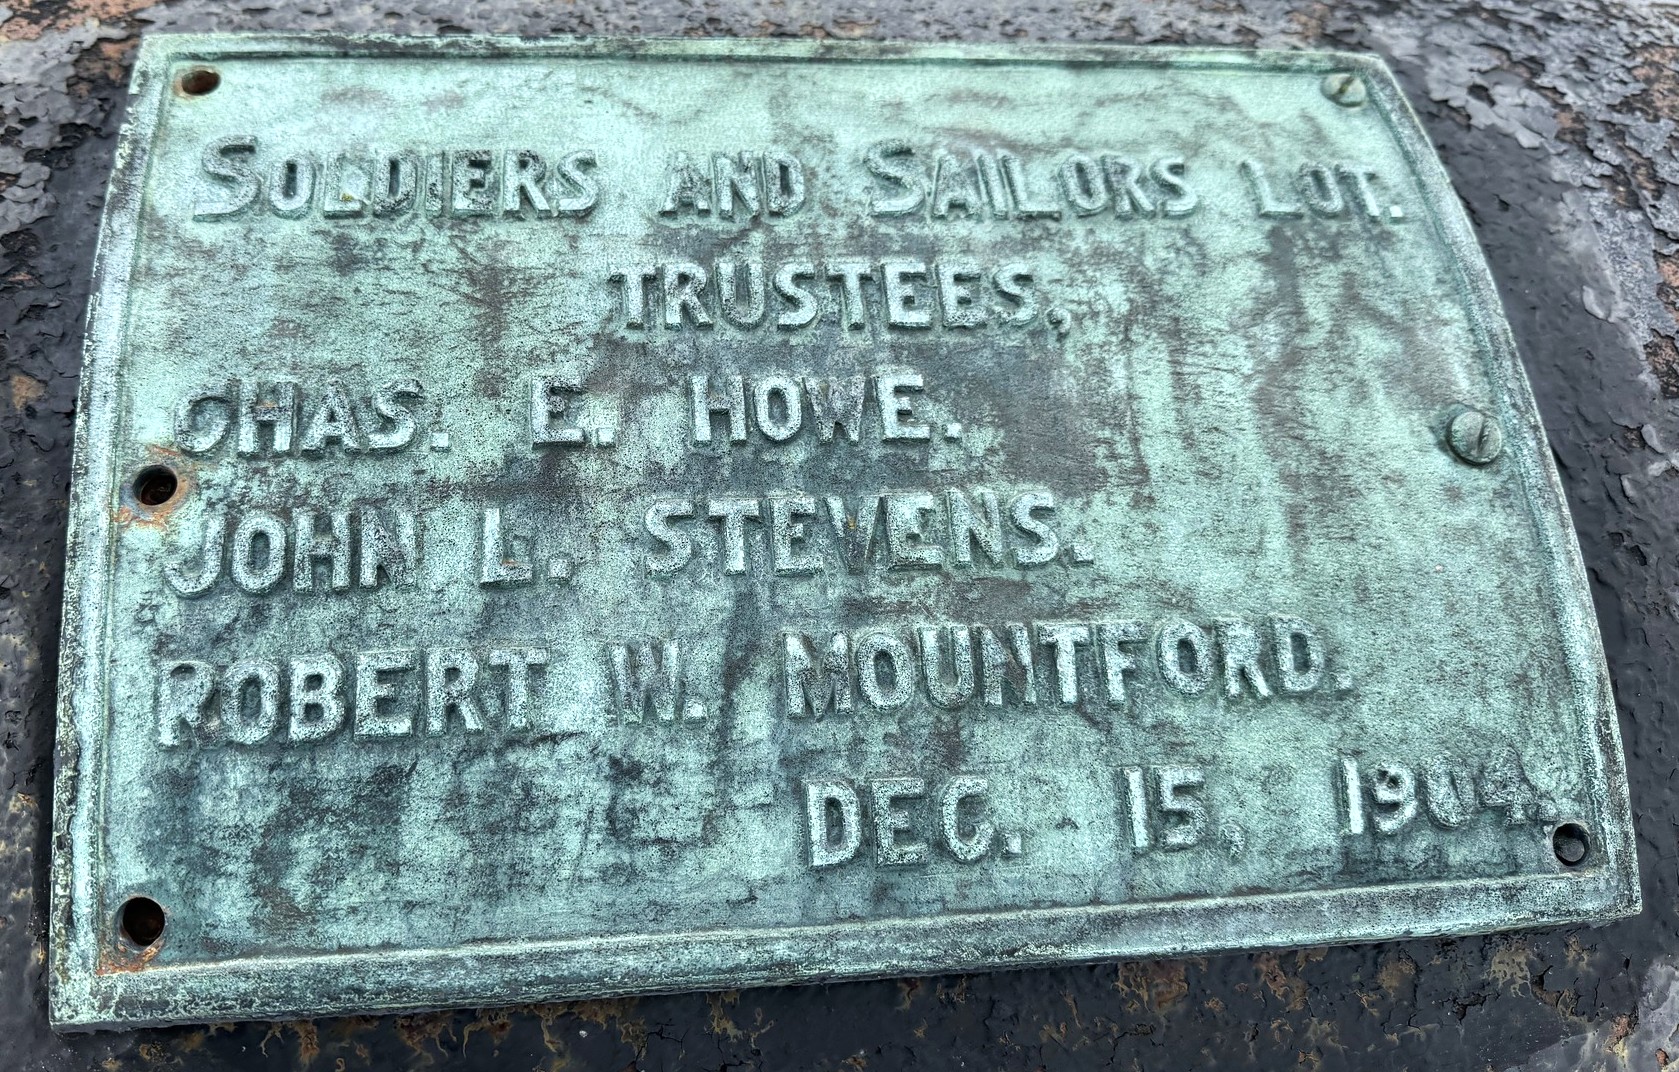 SOLDIERS AND SAILORS LOT.
TRUSTEES,
CHAS. E. HOWE.
JOHN L. STEVENS.
ROBERT W. MOUNTFORD.
DEC. 15, 1904.